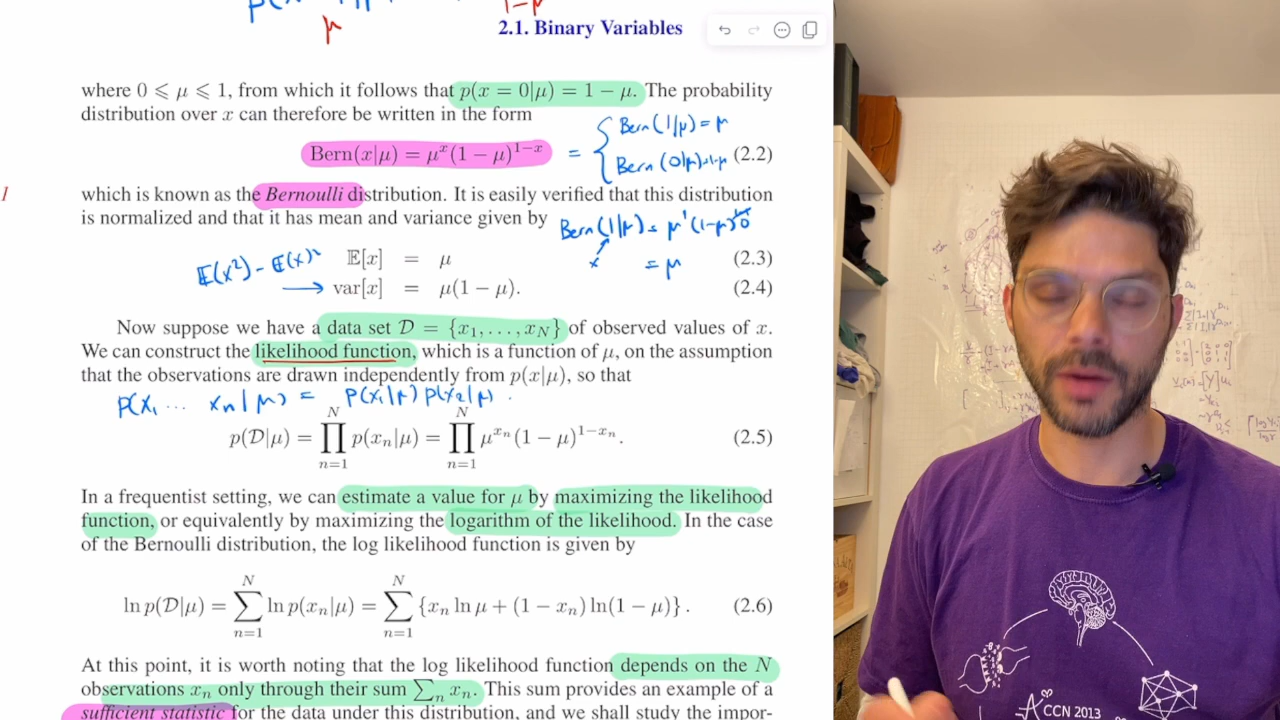 μ
1-μ
2.1. Binary Variables
where 0 ⩽ μ ⩽ 1, from which it follows that p(x = 0|μ) = 1 − μ. The probability
distribution over x can therefore be written in the form
Bern(x|μ) = μ^x(1 − μ)^{1−x} (2.2)
= { Bern(1|μ) = μ
Bern(0|μ) = 1-μ
1
which is known as the Bernoulli distribution. It is easily verified that this distribution
is normalized and that it has mean and variance given by
Bern(1|μ) = μ^1(1-μ)^0
x
= μ
E(x²) - E(x)²
E[x] = μ (2.3)
var[x] = μ(1 − μ). (2.4)
Now suppose we have a data set D = {x_1, . . . , x_N} of observed values of x.
We can construct the likelihood function, which is a function of μ, on the assumption
that the observations are drawn independently from p(x|μ), so that
p(x_1 ... x_n|μ) = p(x_1|μ) p(x_2|μ) .
p(D|μ) = ∏_{n=1}^{N} p(x_n|μ) = ∏_{n=1}^{N} μ^{x_n}(1 − μ)^{1−x_n}. (2.5)
In a frequentist setting, we can estimate a value for μ by maximizing the likelihood
function, or equivalently by maximizing the logarithm of the likelihood. In the case
of the Bernoulli distribution, the log likelihood function is given by
ln p(D|μ) = ∑_{n=1}^{N} ln p(x_n|μ) = ∑_{n=1}^{N} {x_n ln μ + (1 − x_n) ln(1 − μ)} . (2.6)
At this point, it is worth noting that the log likelihood function depends on the N
observations x_n only through their sum ∑_n x_n. This sum provides an example of a
sufficient statistic for the data under this distribution, and we shall study the impor-
CCN 2013